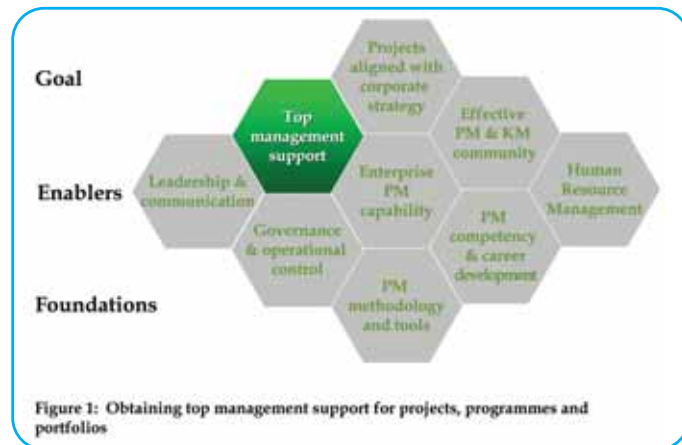 Goal
Projects
aligned with
corporate
strategy
Top
management
support
Effective
PM & KM
community
Enablers
Leadership &
communication
Enterprise
PM
capability
Human
Resource
Management
Governance
& operational
control
PM
competency
& career
development
Foundations
PM
methodology
and tools
Figure 1: Obtaining top management support for projects, programmes and
portfolios